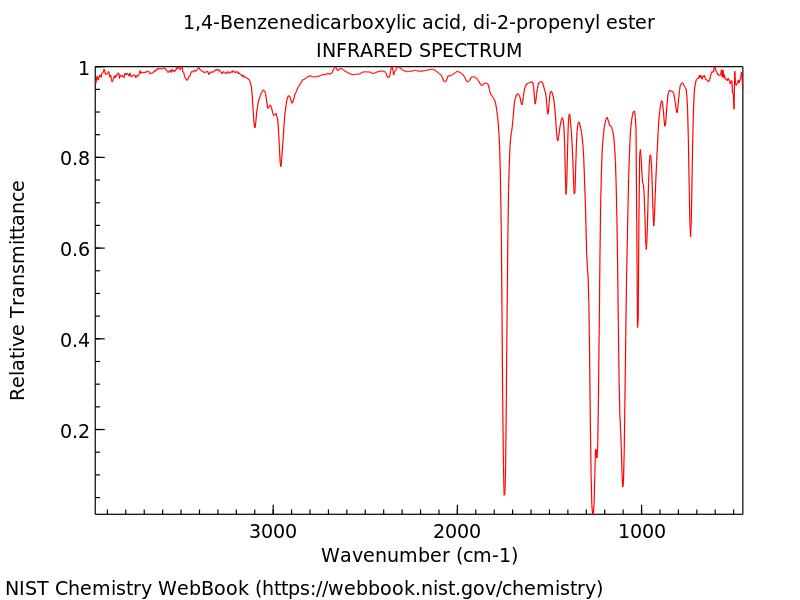 1,4-Benzenedicarboxylic acid, di-2-propenyl ester
INFRARED SPECTRUM
1
0.8
0.6
0.4
0.2
Relative Transmittance
3000 2000 1000
Wavenumber (cm-1)
NIST Chemistry WebBook (https://webbook.nist.gov/chemistry)